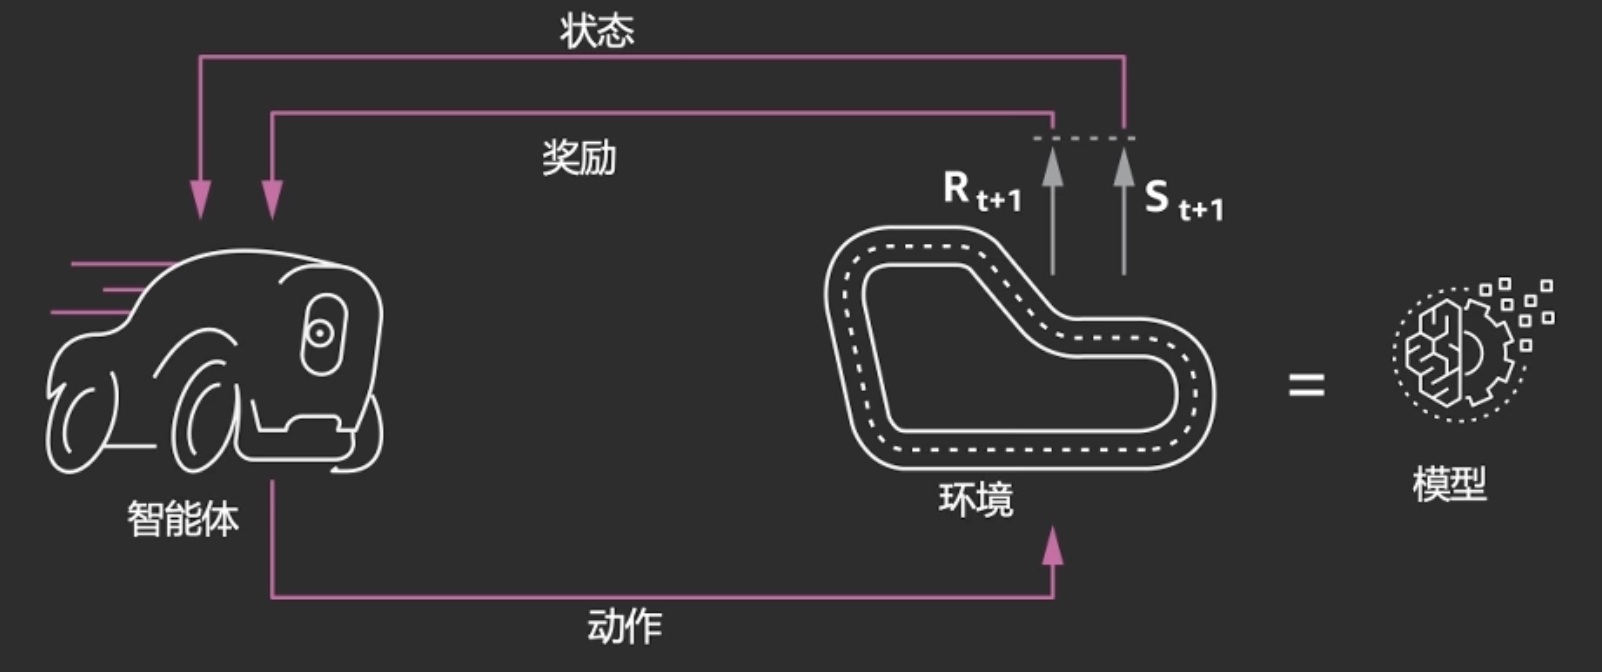 状态
奖励
R t+1
S t+1
=
模型
环境
智能体
动作